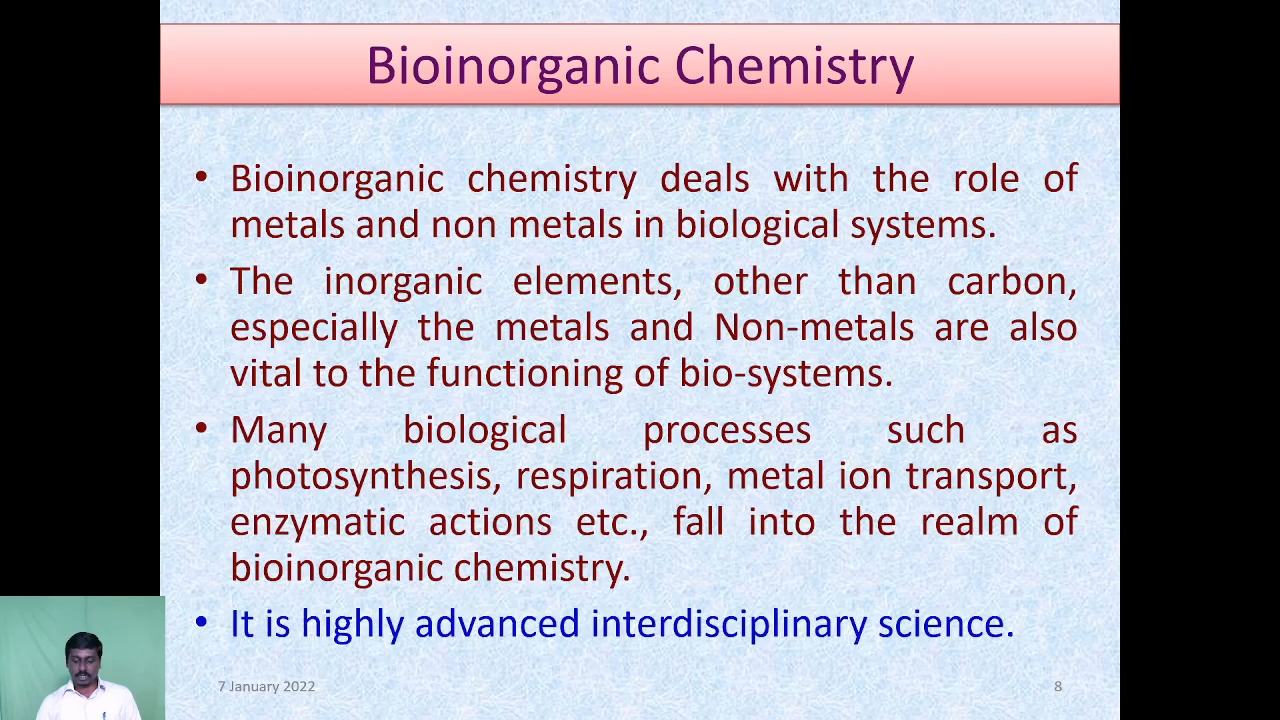 Bioinorganic Chemistry
• Bioinorganic chemistry deals with the role of
metals and non metals in biological systems.
• The inorganic elements, other than carbon,
especially the metals and Non-metals are also
vital to the functioning of bio-systems.
• Many biological processes such as
photosynthesis, respiration, metal ion transport,
enzymatic actions etc., fall into the realm of
bioinorganic chemistry.
• It is highly advanced interdisciplinary science.
7 January 2022
8